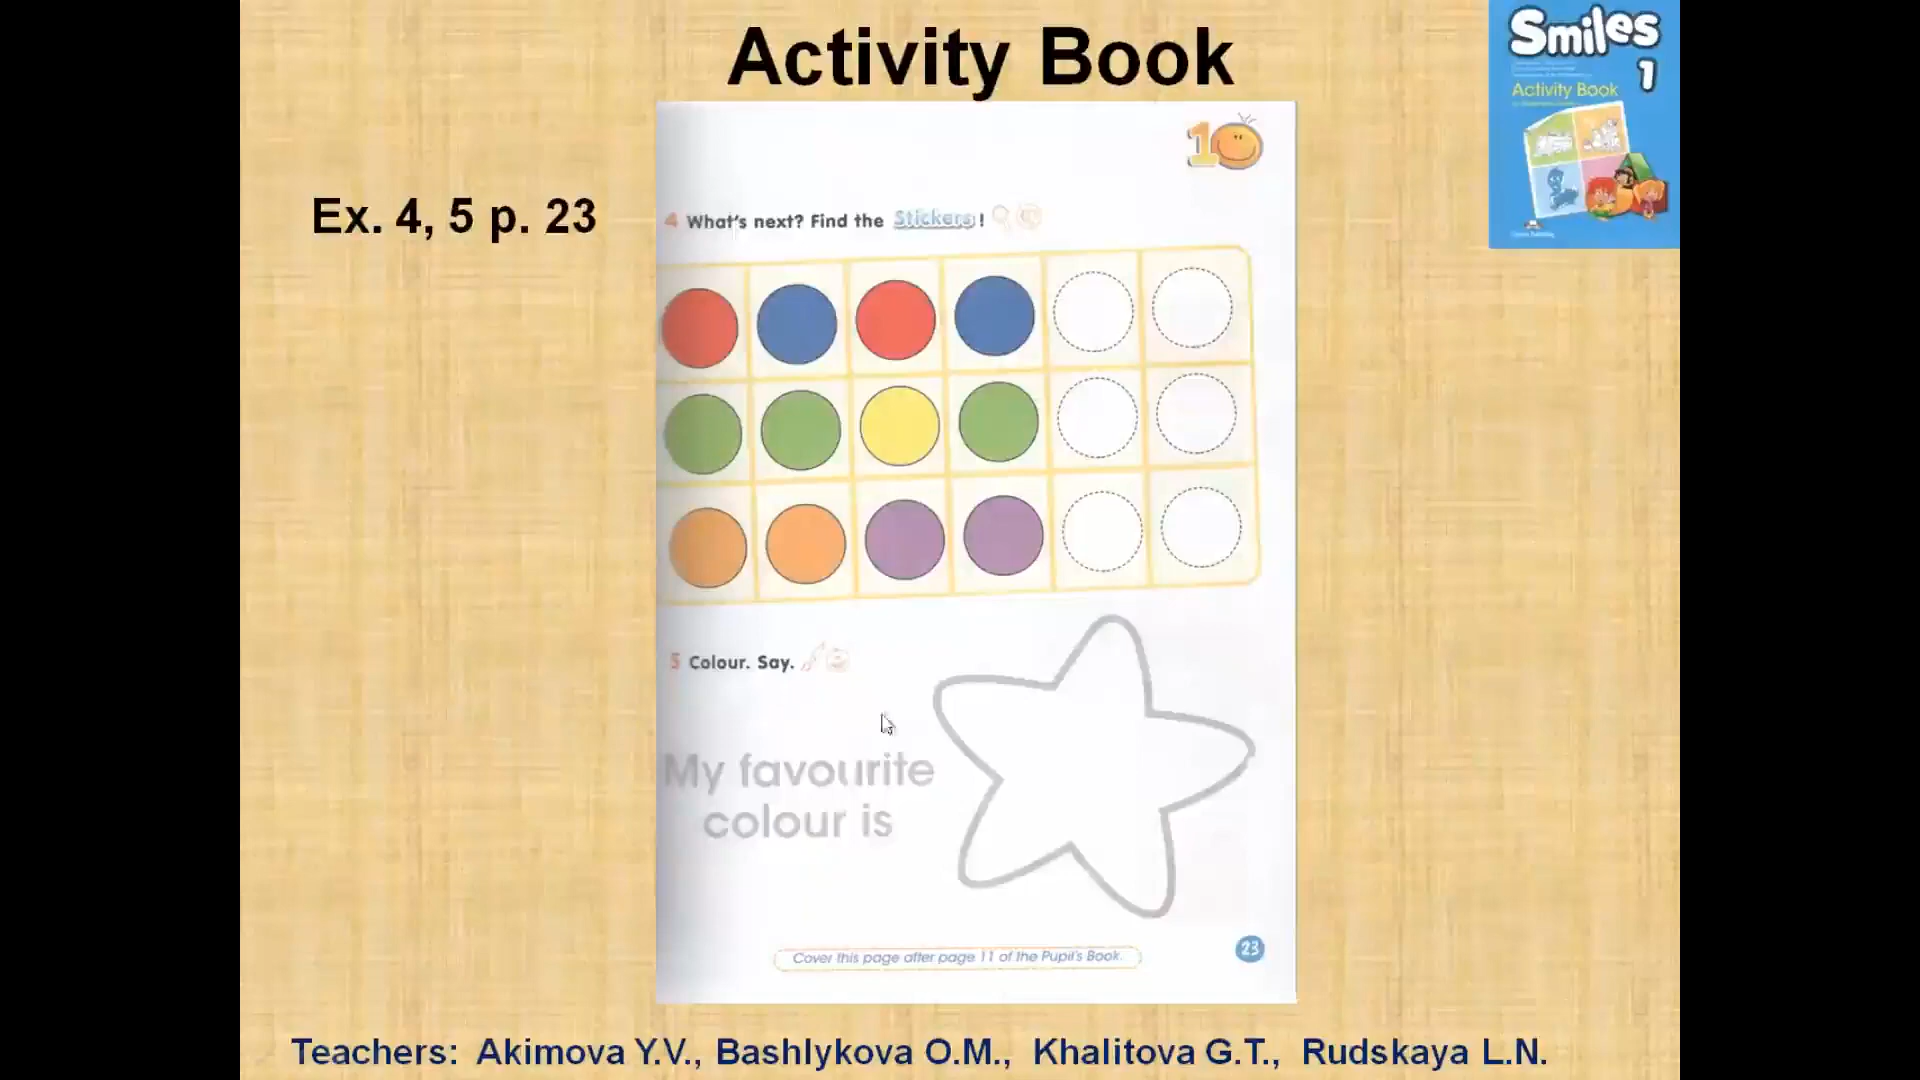 Activity Book
Smiles
1
Activity Book
Ex. 4, 5 p. 23
10
4 What's next? Find the Stickers !
5 Colour. Say.
My favourite
colour is
Cover this page after page 11 of the Pupil's Book.
23
Teachers: Akimova Y.V., Bashlykova O.M., Khalitova G.T., Rudskaya L.N.